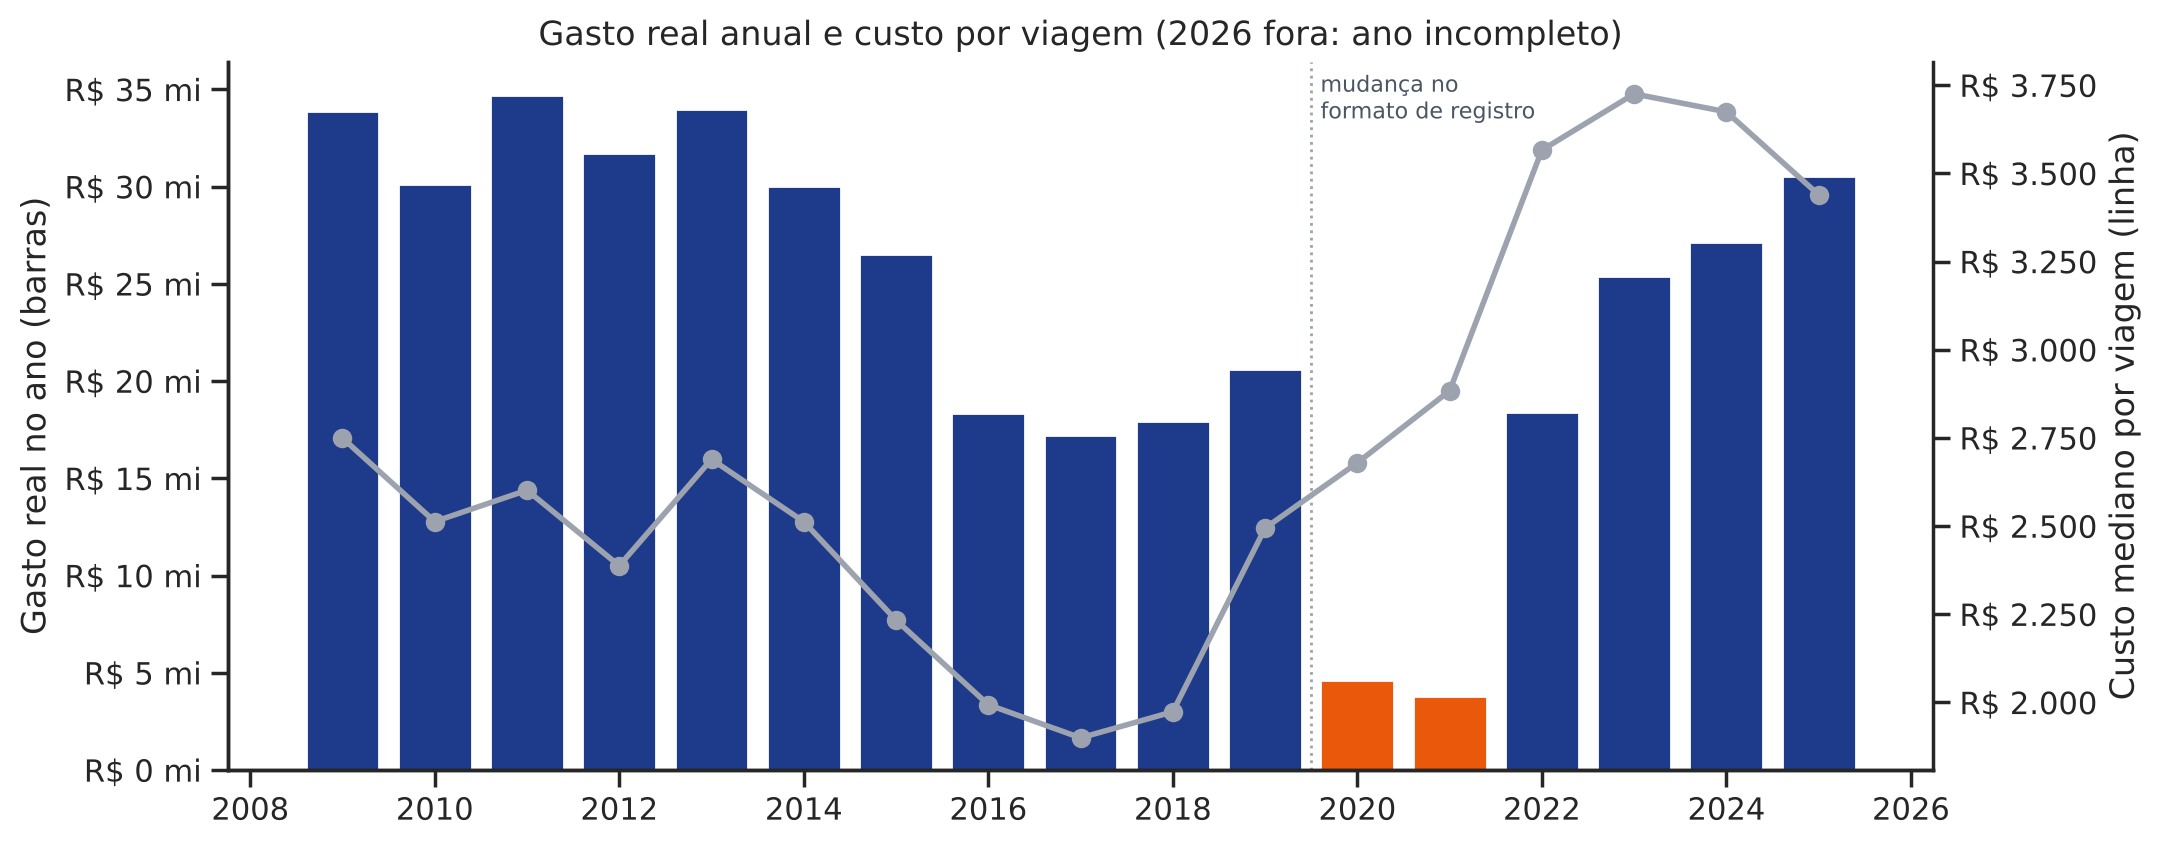 Gasto real anual e custo por viagem (2026 fora: ano incompleto)
Gasto real no ano (barras)
R$ 35 mi
R$ 30 mi
R$ 25 mi
R$ 20 mi
R$ 15 mi
R$ 10 mi
R$ 5 mi
R$ 0 mi
mudança no
formato de registro
R$ 3.750
R$ 3.500
R$ 3.250
R$ 3.000
R$ 2.750
R$ 2.500
R$ 2.250
R$ 2.000
Custo mediano por viagem (linha)
2008 2010 2012 2014 2016 2018 2020 2022 2024 2026